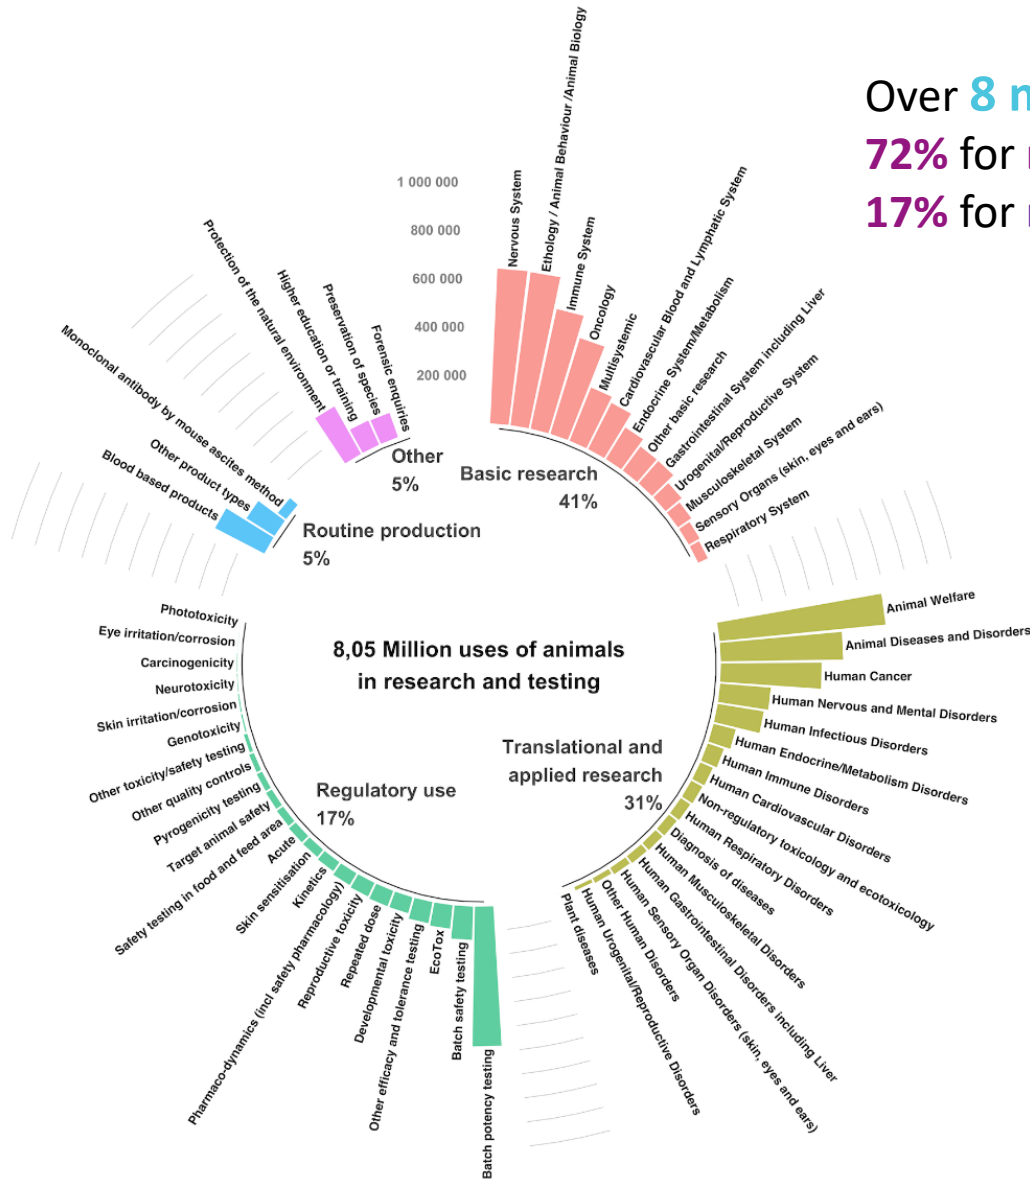 Over 8 m
72% for r
17% for r
1 000 000
800 000
600 000
400 000
200 000
Nervous System
Ethology / Animal Behaviour /Animal Biology
Immune System
Oncology
Multisystemic
Cardiovascular Blood and Lymphatic System
Endocrine System/Metabolism
Other basic research
Gastrointestinal System including Liver
Urogenital/Reproductive System
Musculoskeletal System
Sensory Organs (skin, eyes and ears)
Respiratory System
Basic research
41%
Animal Welfare
Animal Diseases and Disorders
Human Cancer
Human Nervous and Mental Disorders
Human Infectious Disorders
Human Endocrine/Metabolism Disorders
Human Immune Disorders
Human Cardiovascular Disorders
Non-regulatory toxicology and ecotoxicology
Human Respiratory Disorders
Diagnosis of diseases
Human Musculoskeletal Disorders
Human Gastrointestinal Disorders including Liver
Human Sensory Organ Disorders (skin, eyes and ears)
Other Human Disorders
Human Urogenital/Reproductive Disorders
Plant diseases
Translational and
applied research
31%
Batch potency testing
Batch safety testing
EcoTox
Other efficacy and tolerance testing
Developmental toxicity
Repeated dose
Reproductive toxicity
Pharmaco-dynamics (incl safety pharmacology)
Kinetics
Skin sensitisation
Acute
Safety testing in food and feed area
Target animal safety
Pyrogenicity testing
Other quality controls
Other toxicity/safety testing
Genotoxicity
Skin irritation/corrosion
Neurotoxicity
Carcinogenicity
Eye irritation/corrosion
Phototoxicity
Regulatory use
17%
Blood based products
Other product types
Monoclonal antibody by mouse ascites method
Routine production
5%
Protection of the natural environment
Higher education or training
Preservation of species
Forensic enquiries
Other
5%
8,05 Million uses of animals
in research and testing